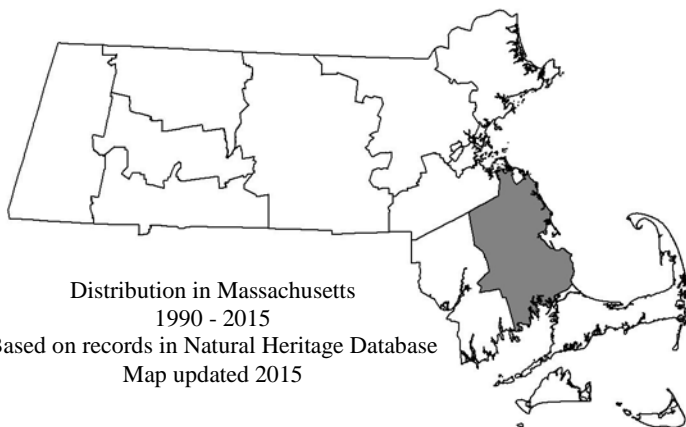 Distribution in Massachusetts
1990 - 2015
Based on records in Natural Heritage Database
Map updated 2015